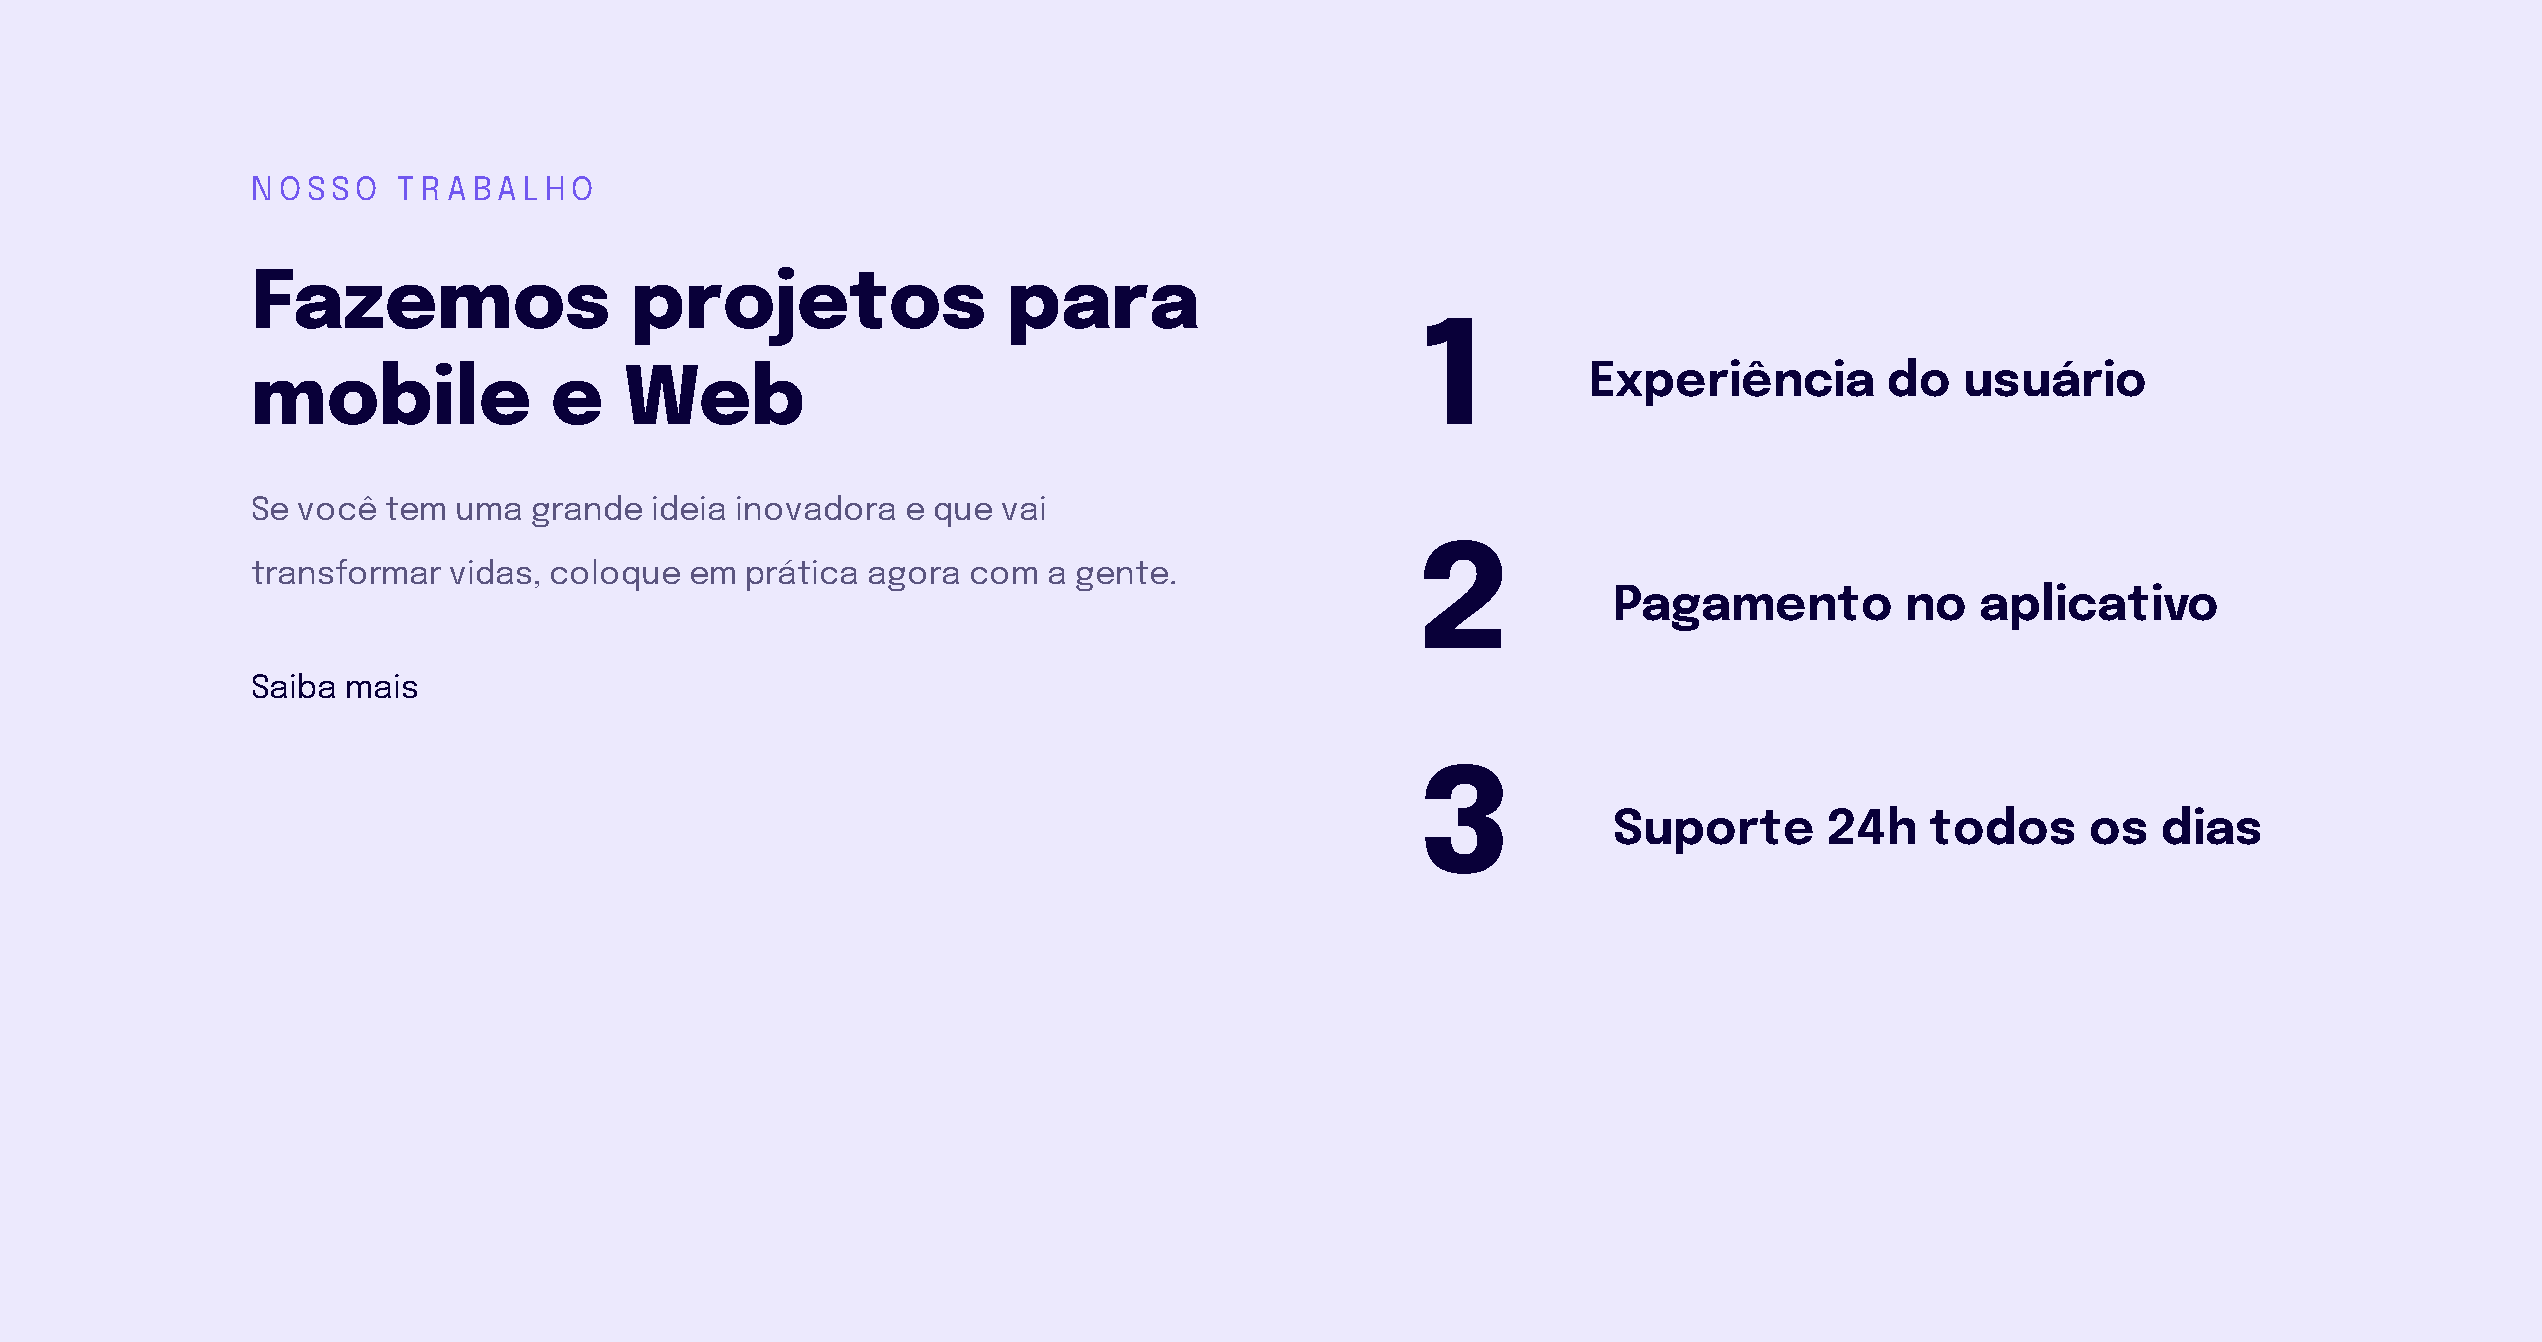 NOSSO TRABALHO
Fazemos projetos para
mobile e Web
Se você tem uma grande ideia inovadora e que vai
transformar vidas, coloque em prática agora com a gente.
Saiba mais
1 Experiência do usuário
2 Pagamento no aplicativo
3 Suporte 24h todos os dias